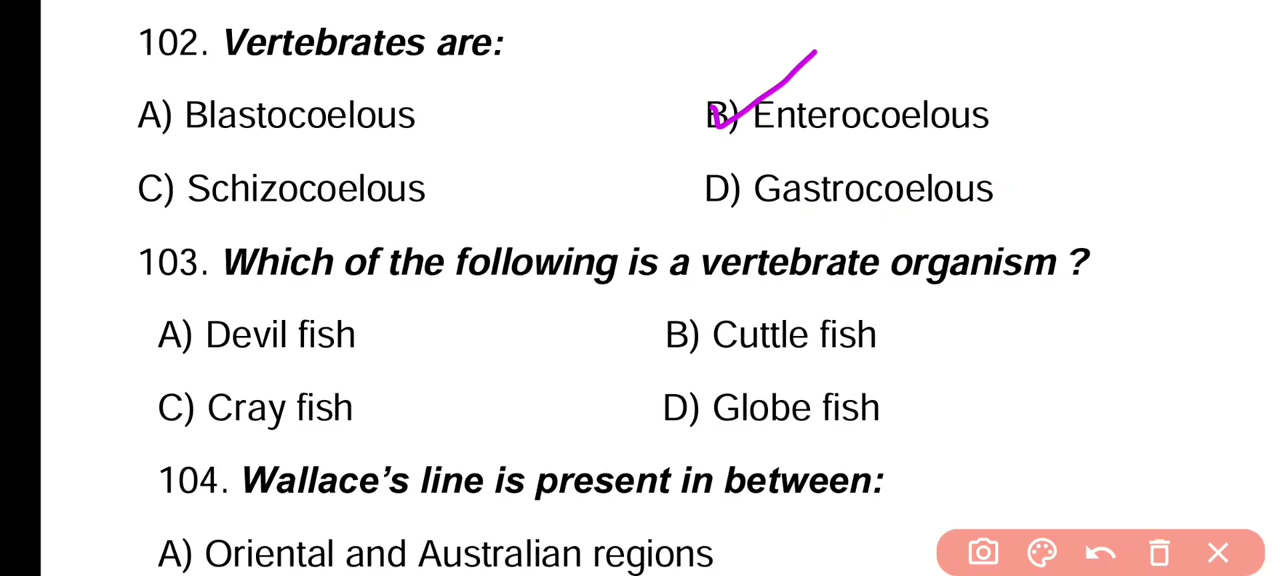 102. Vertebrates are:
A) Blastocoelous B) Enterocoelous
C) Schizocoelous D) Gastrocoelous
103. Which of the following is a vertebrate organism ?
A) Devil fish B) Cuttle fish
C) Cray fish D) Globe fish
104. Wallace's line is present in between:
A) Oriental and Australian regions